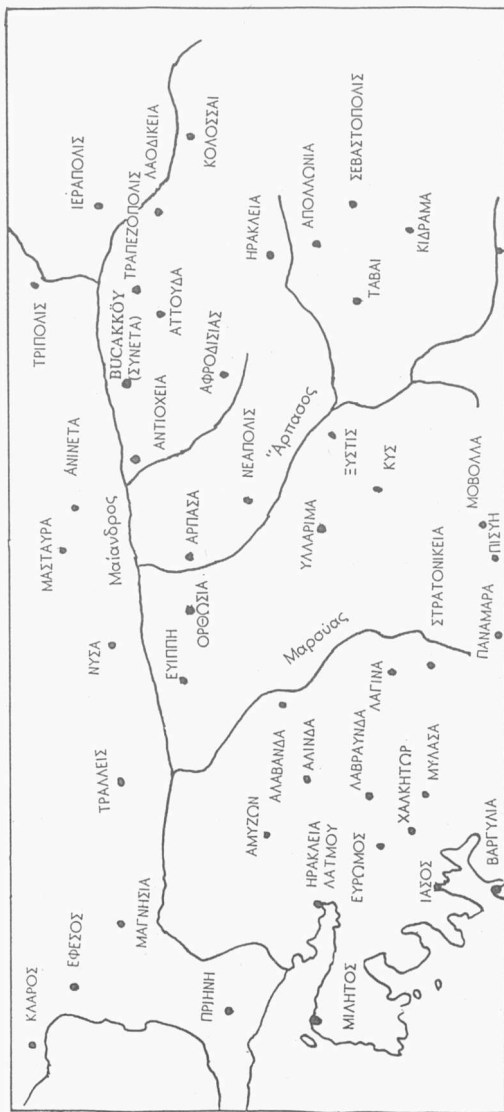 ΚΛΑΡΟΣ
ΕΦΕΣΟΣ
ΜΑΓΝΗΣΙΑ
ΠΡΙΗΝΗ
ΤΡΑΛΛΕΙΣ
ΝΥΣΑ
ΜΑΣΤΑΥΡΑ
ΑΝΙΝΕΤΑ
Μαίανδρος
ΤΡΙΠΟΛΙΣ
ΙΕΡΑΠΟΛΙΣ
BUCAKKÖY
(ΣΥΝΕΤΑ)
ΤΡΑΠΕΖΟΠΟΛΙΣ
ΛΑΟΔΙΚΕΙΑ
ΚΟΛΟΣΣΑΙ
ΑΝΤΙΟΧΕΙΑ
ΑΤΤΟΥΔΑ
ΑΦΡΟΔΙΣΙΑΣ
ΕΥΙΠΠΗ
ΟΡΘΩΣΙΑ
ΑΡΠΑΣΑ
ΝΕΑΠΟΛΙΣ
Ἅρπασος
ΗΡΑΚΛΕΙΑ
ΑΠΟΛΛΩΝΙΑ
ΣΕΒΑΣΤΟΠΟΛΙΣ
ΤΑΒΑΙ
ΚΙΔΡΑΜΑ
ΑΜΥΖΩΝ
ΑΛΑΒΑΝΔΑ
ΑΛΙΝΔΑ
Μαρσύας
ΥΛΛΑΡΙΜΑ
ΞΥΣΤΙΣ
ΚΥΣ
ΗΡΑΚΛΕΙΑ
ΛΑΤΜΟΥ
ΜΙΛΗΤΟΣ
ΕΥΡΩΜΟΣ
ΛΑΒΡΑΥΝΔΑ
ΧΑΛΚΗΤΩΡ
ΜΥΛΑΣΑ
ΛΑΓΙΝΑ
ΣΤΡΑΤΟΝΙΚΕΙΑ
ΙΑΣΟΣ
ΒΑΡΓΥΛΙΑ
ΠΑΝΑΜΑΡΑ
ΠΙΣΥΗ
ΜΟΒΟΛΛΑ